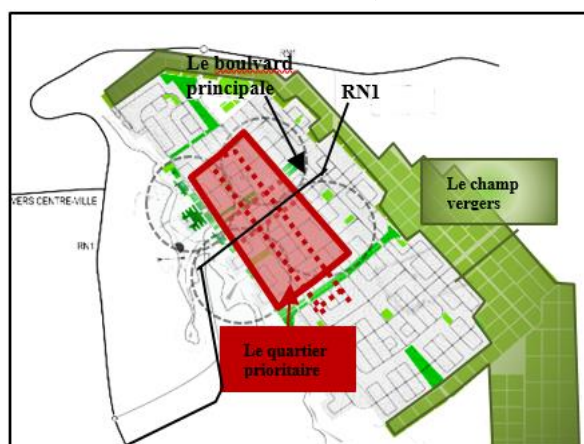 Le boulvard
principale
RN1
Le champ
vergers
VERS CENTRE-VILLE
RN1
Le quartier
prioritaire